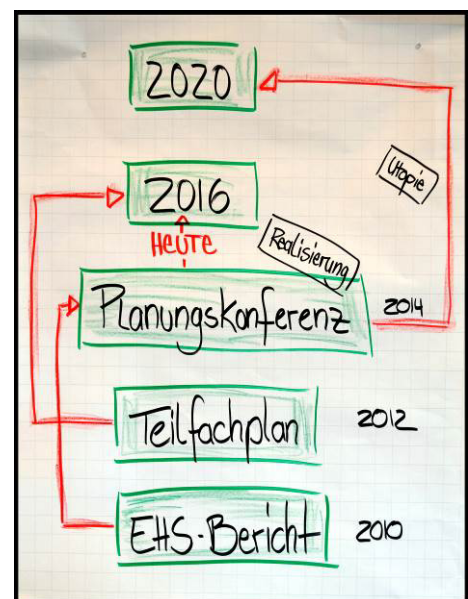 2020
Utopie
2016
HEUTE
Realisierung
Planungskonferenz 2014
Teilfachplan 2012
EHS-Bericht 2010